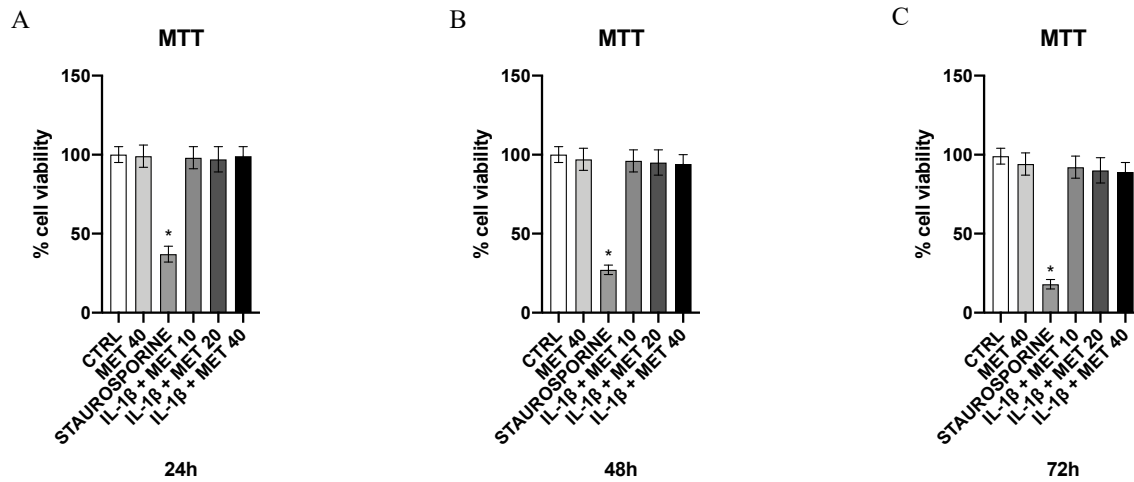 A
MTT
% cell viability
150
100
50
0
*
CTRL
MET 40
STAUROSPORINE
IL-1β + MET 10
IL-1β + MET 20
IL-1β + MET 40
24h
B
MTT
% cell viability
150
100
50
0
*
CTRL
MET 40
STAUROSPORINE
IL-1β + MET 10
IL-1β + MET 20
IL-1β + MET 40
48h
C
MTT
% cell viability
150
100
50
0
*
CTRL
MET 40
STAUROSPORINE
IL-1β + MET 10
IL-1β + MET 20
IL-1β + MET 40
72h